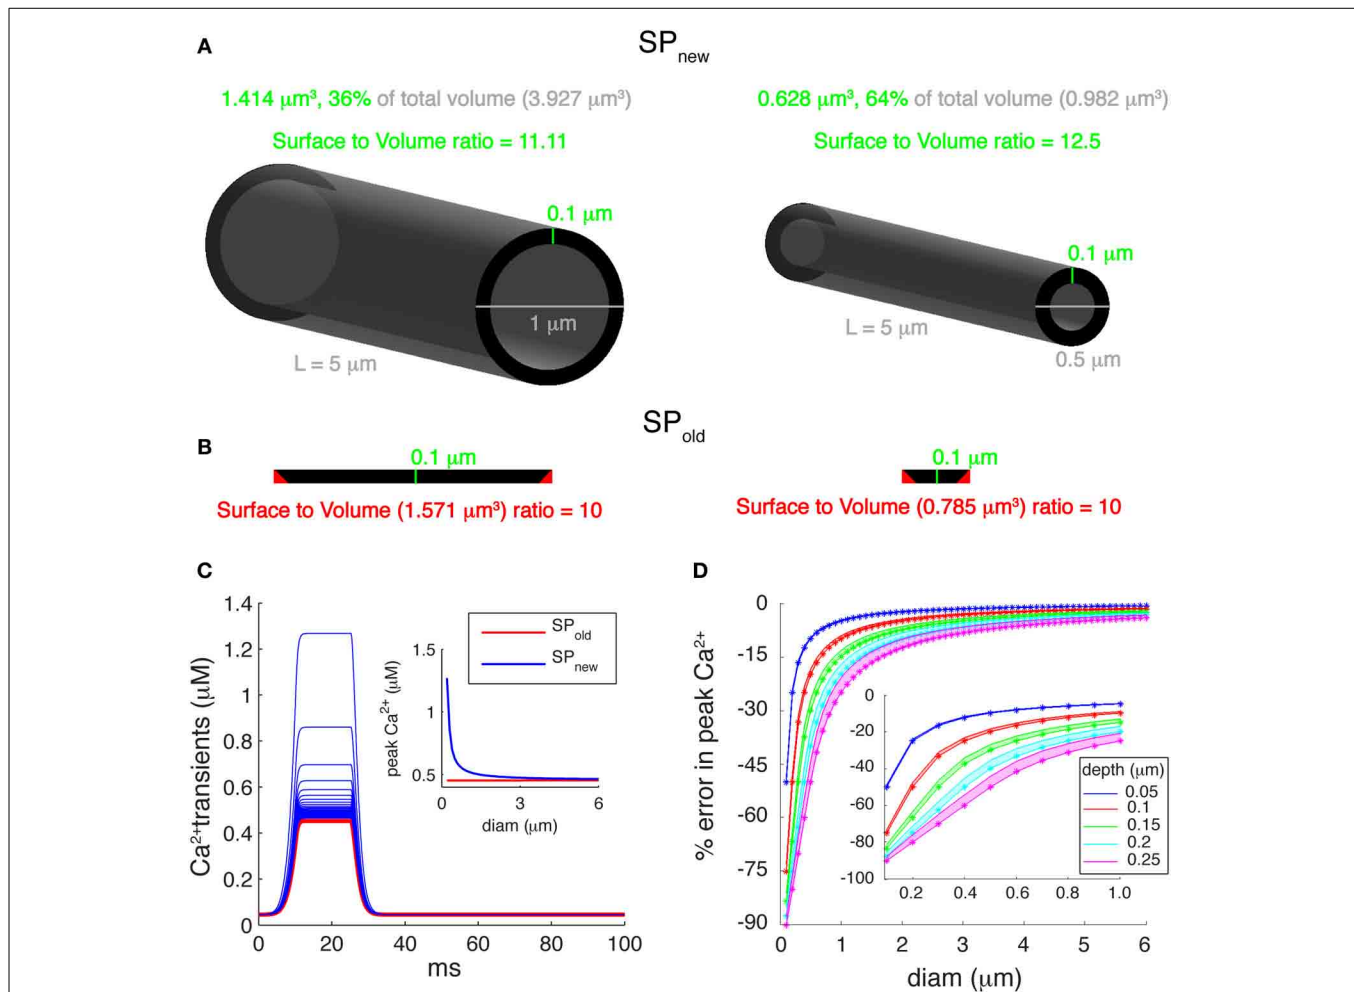 A
SPnew
1.414 μm³, 36% of total volume (3.927 μm³)
0.628 μm³, 64% of total volume (0.982 μm³)
Surface to Volume ratio = 11.11
Surface to Volume ratio = 12.5
0.1 μm
0.1 μm
1 μm
L = 5 μm
L = 5 μm
0.5 μm
SPold
B
0.1 μm
0.1 μm
Surface to Volume (1.571 μm³) ratio = 10
Surface to Volume (0.785 μm³) ratio = 10
C
Ca²⁺transients (μM)
1.4
1.2
1
0.8
0.6
0.4
0.2
0
0 20 40 60 80 100
ms
SPold
SPnew
peak Ca²⁺ (μM)
1.5
1
0.5
0 3 6
diam (μm)
D
% error in peak Ca²⁺
0
-15
-30
-45
-60
-75
-90
0 1 2 3 4 5 6
diam (μm)
0
-20
-40
-60
-80
-100
0.2 0.4 0.6 0.8 1.0
depth (μm)
0.05
0.1
0.15
0.2
0.25